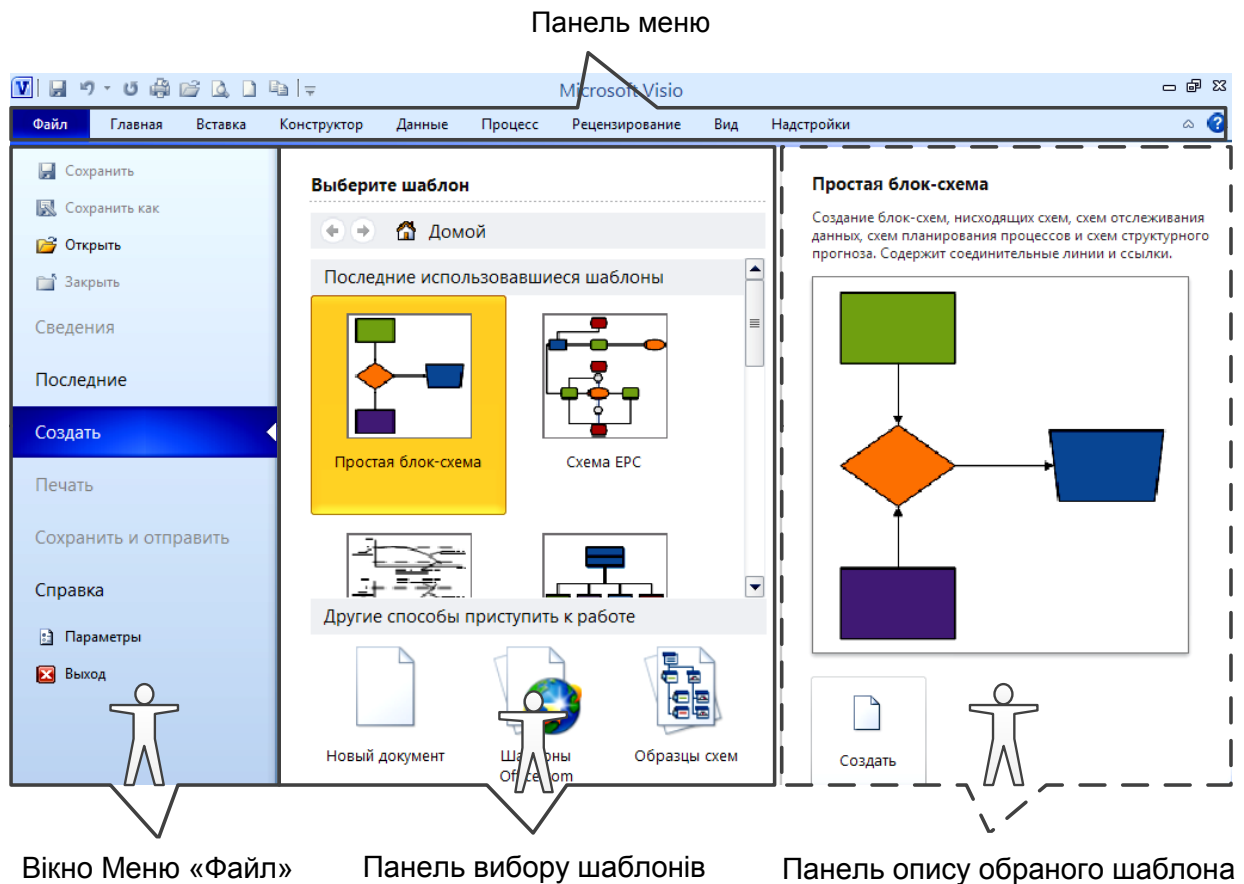 Панель меню
Microsoft Visio
Файл Главная Вставка Конструктор Данные Процесс Рецензирование Вид Надстройки
Сохранить
Сохранить как
Открыть
Закрыть
Сведения
Последние
Создать
Печать
Сохранить и отправить
Справка
Параметры
Выход
Выберите шаблон
Домой
Последние использовавшиеся шаблоны
Простая блок-схема
Схема EPC
Другие способы приступить к работе
Новый документ
Образцы схем
Простая блок-схема
Создание блок-схем, нисходящих схем, схем отслеживания
данных, схем планирования процессов и схем структурного
прогноза. Содержит соединительные линии и ссылки.
Создать
Вікно Меню «Файл»
Панель вибору шаблонів
Панель опису обраного шаблона